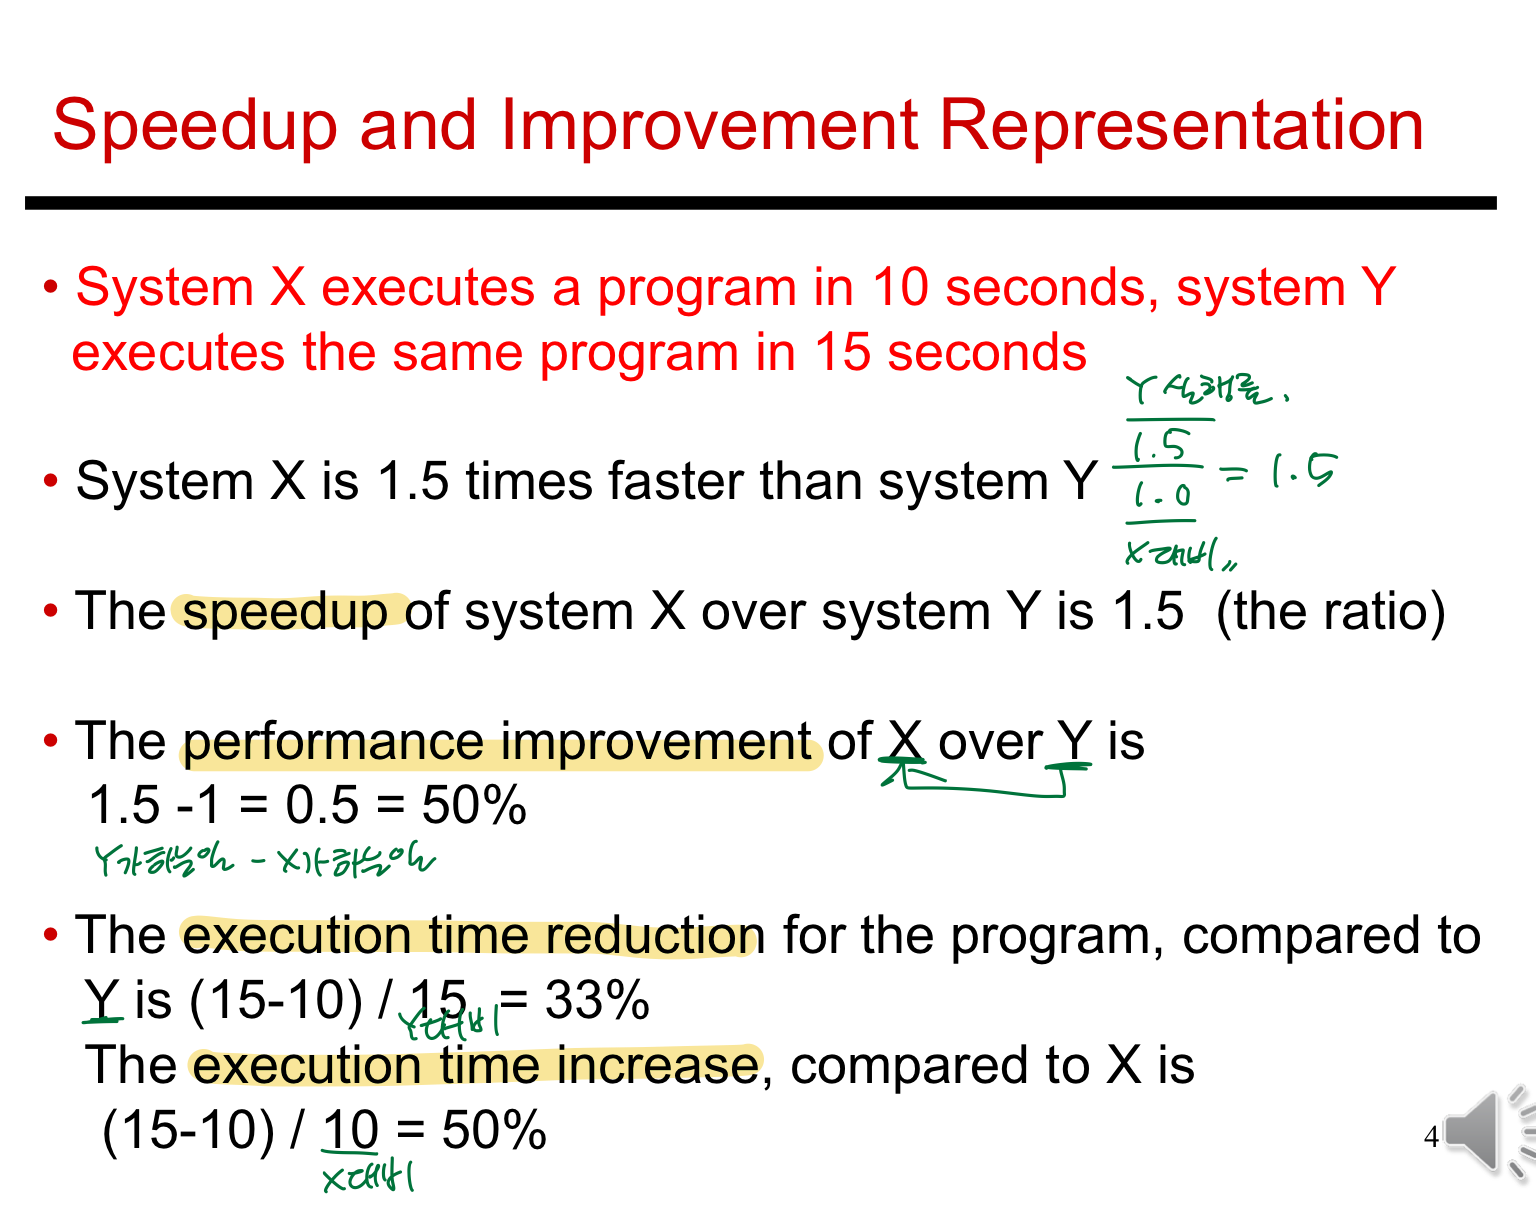 Speedup and Improvement Representation
• System X executes a program in 10 seconds, system Y
executes the same program in 15 seconds
Y 실행률.
• System X is 1.5 times faster than system Y
1.5
1.0
= 1.5
X 대비
• The speedup of system X over system Y is 1.5 (the ratio)
• The performance improvement of X over Y is
1.5 -1 = 0.5 = 50%
Y가 하는 일 - X가 하는 일
• The execution time reduction for the program, compared to
Y is (15-10) / 15 = 33%
Y대비
The execution time increase, compared to X is
(15-10) / 10 = 50%
X대비
4